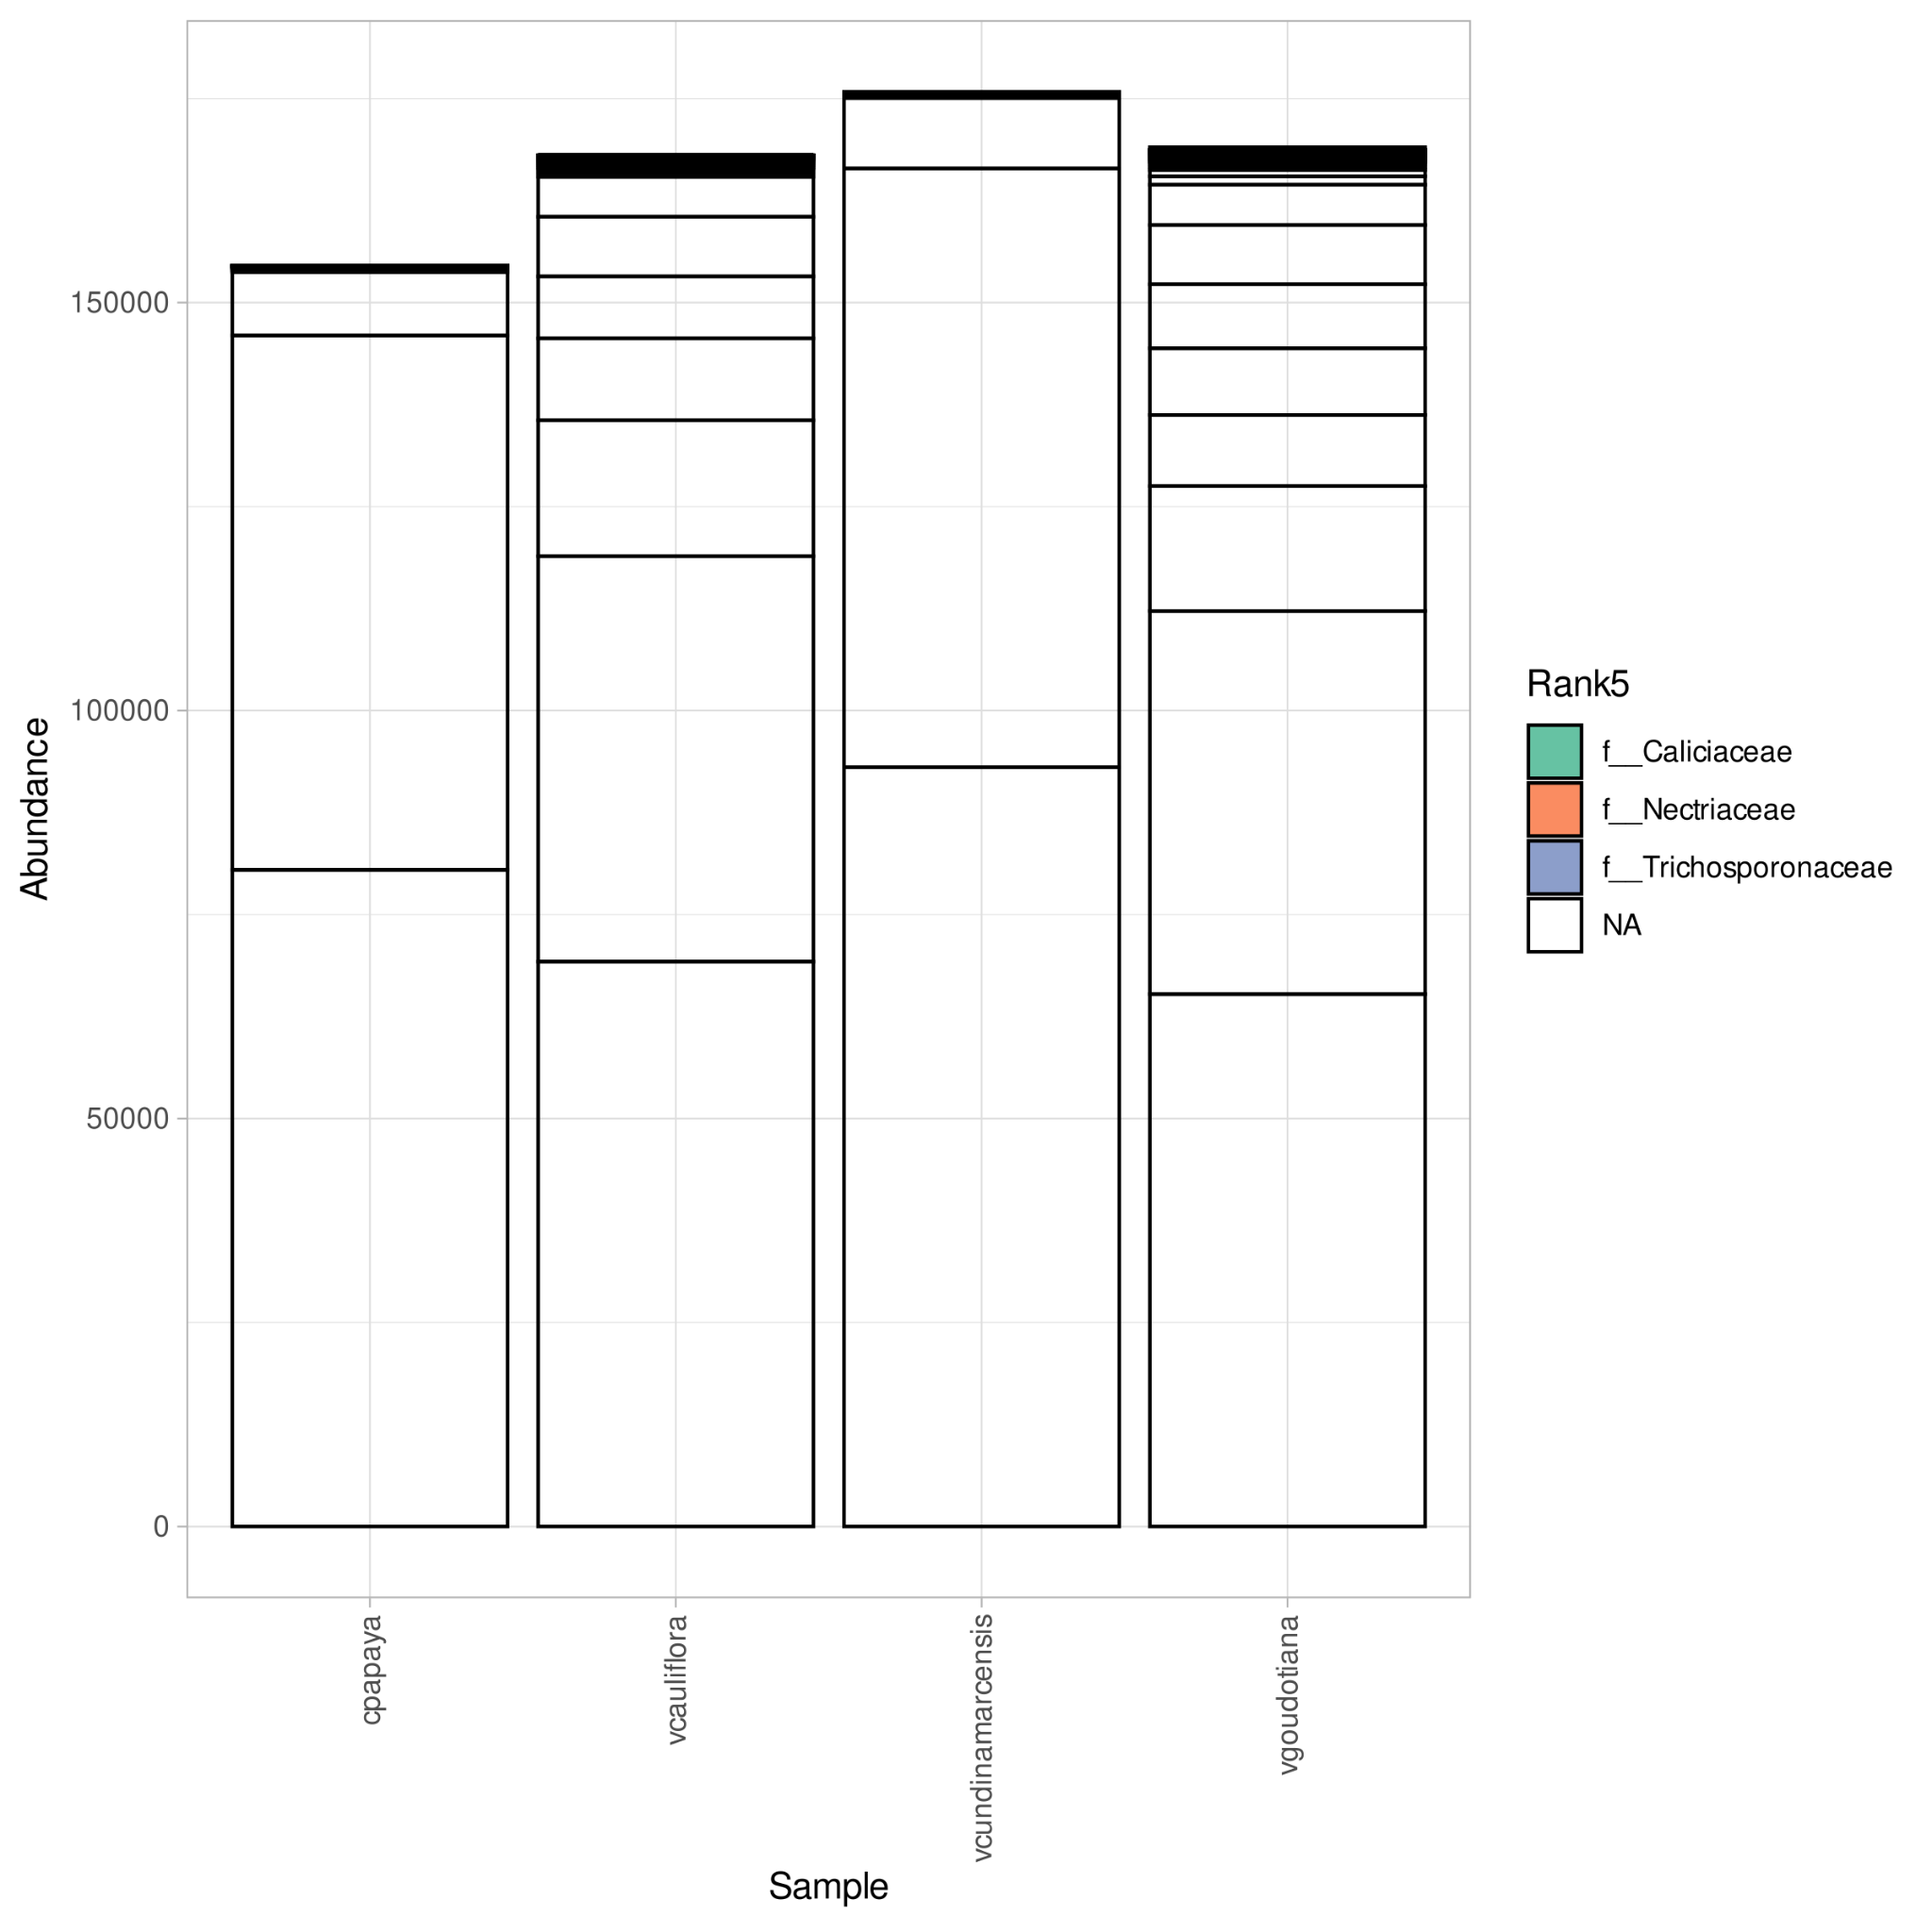 Abundance
150000
100000
50000
0
cpapaya
vcauliflora
vcundinamarcensis
vgoudotiana
Sample
Rank5
f__Caliciaceae
f__Nectriaceae
f__Trichosporonaceae
NA